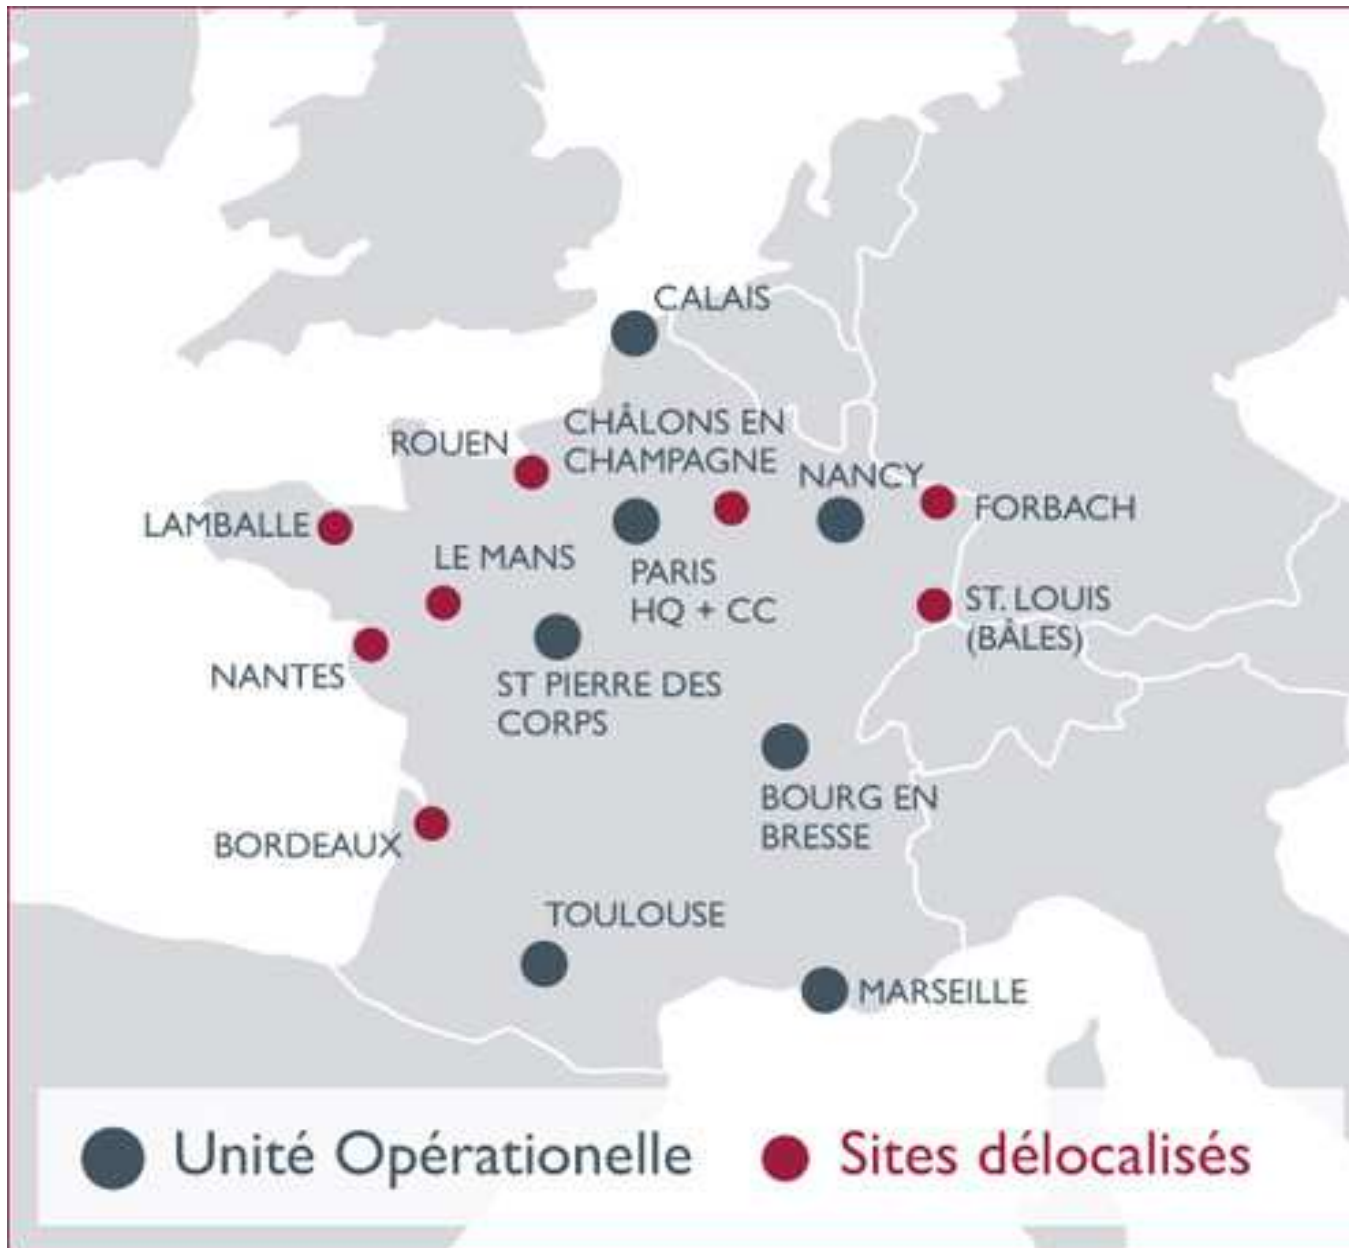 CALAIS
CHÂLONS EN
CHAMPAGNE
ROUEN
NANCY
FORBACH
LAMBALLE
LE MANS
PARIS
HQ + CC
ST. LOUIS
(BÂLES)
NANTES
ST PIERRE DES
CORPS
BOURG EN
BRESSE
BORDEAUX
TOULOUSE
MARSEILLE
Unité Opérationelle
Sites délocalisés